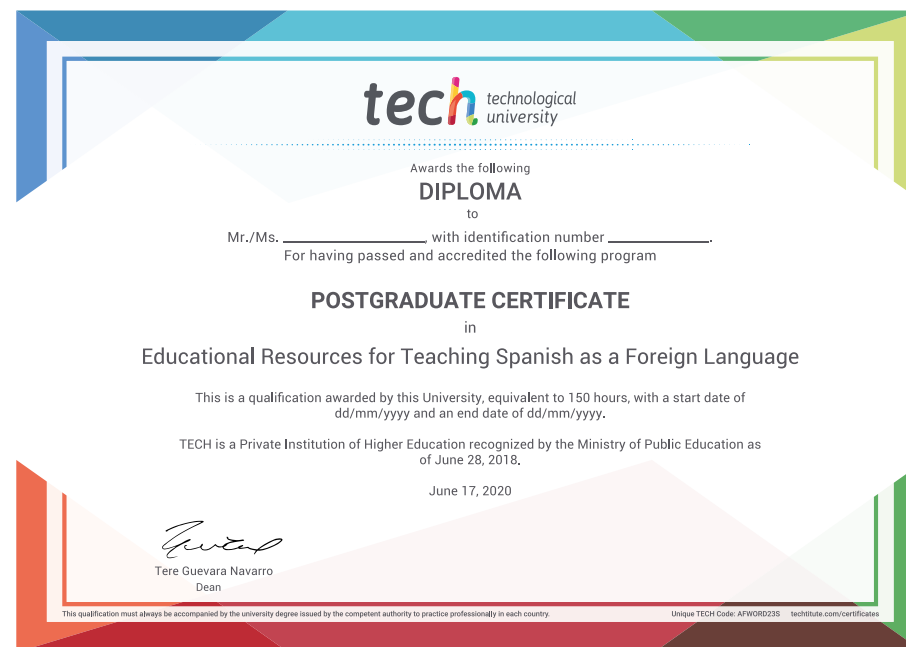 tech technological
university
Awards the following
DIPLOMA
to
Mr./Ms. ____________________, with identification number ______________.
For having passed and accredited the following program
POSTGRADUATE CERTIFICATE
in
Educational Resources for Teaching Spanish as a Foreign Language
This is a qualification awarded by this University, equivalent to 150 hours, with a start date of
dd/mm/yyyy and an end date of dd/mm/yyyy.
TECH is a Private Institution of Higher Education recognized by the Ministry of Public Education as
of June 28, 2018.
June 17, 2020
Tere Guevara Navarro
Dean
This qualification must always be accompanied by the university degree issued by the competent authority to practice professionally in each country. Unique TECH Code: AFWORD23S techtitute.com/certificates